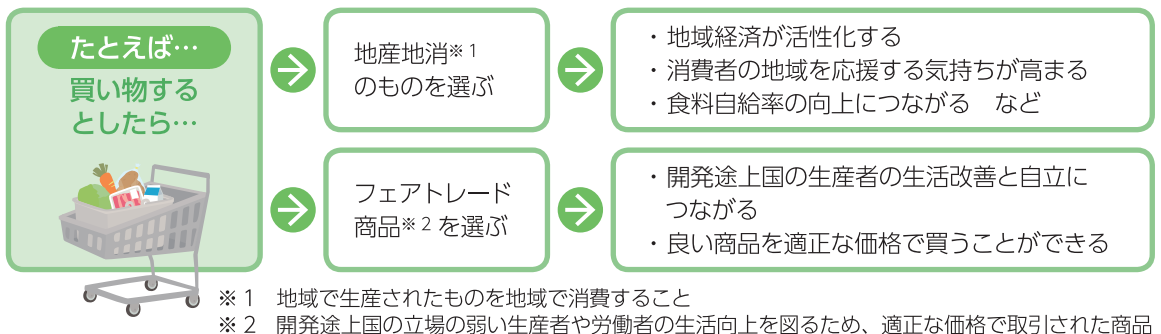 たとえば…
買い物する
としたら…
地産地消※1
のものを選ぶ
・地域経済が活性化する
・消費者の地域を応援する気持ちが高まる
・食料自給率の向上につながる　など
フェアトレード
商品※2 を選ぶ
・開発途上国の生産者の生活改善と自立に
つながる
・良い商品を適正な価格で買うことができる
※1　地域で生産されたものを地域で消費すること
※2　開発途上国の立場の弱い生産者や労働者の生活向上を図るため、適正な価格で取引された商品